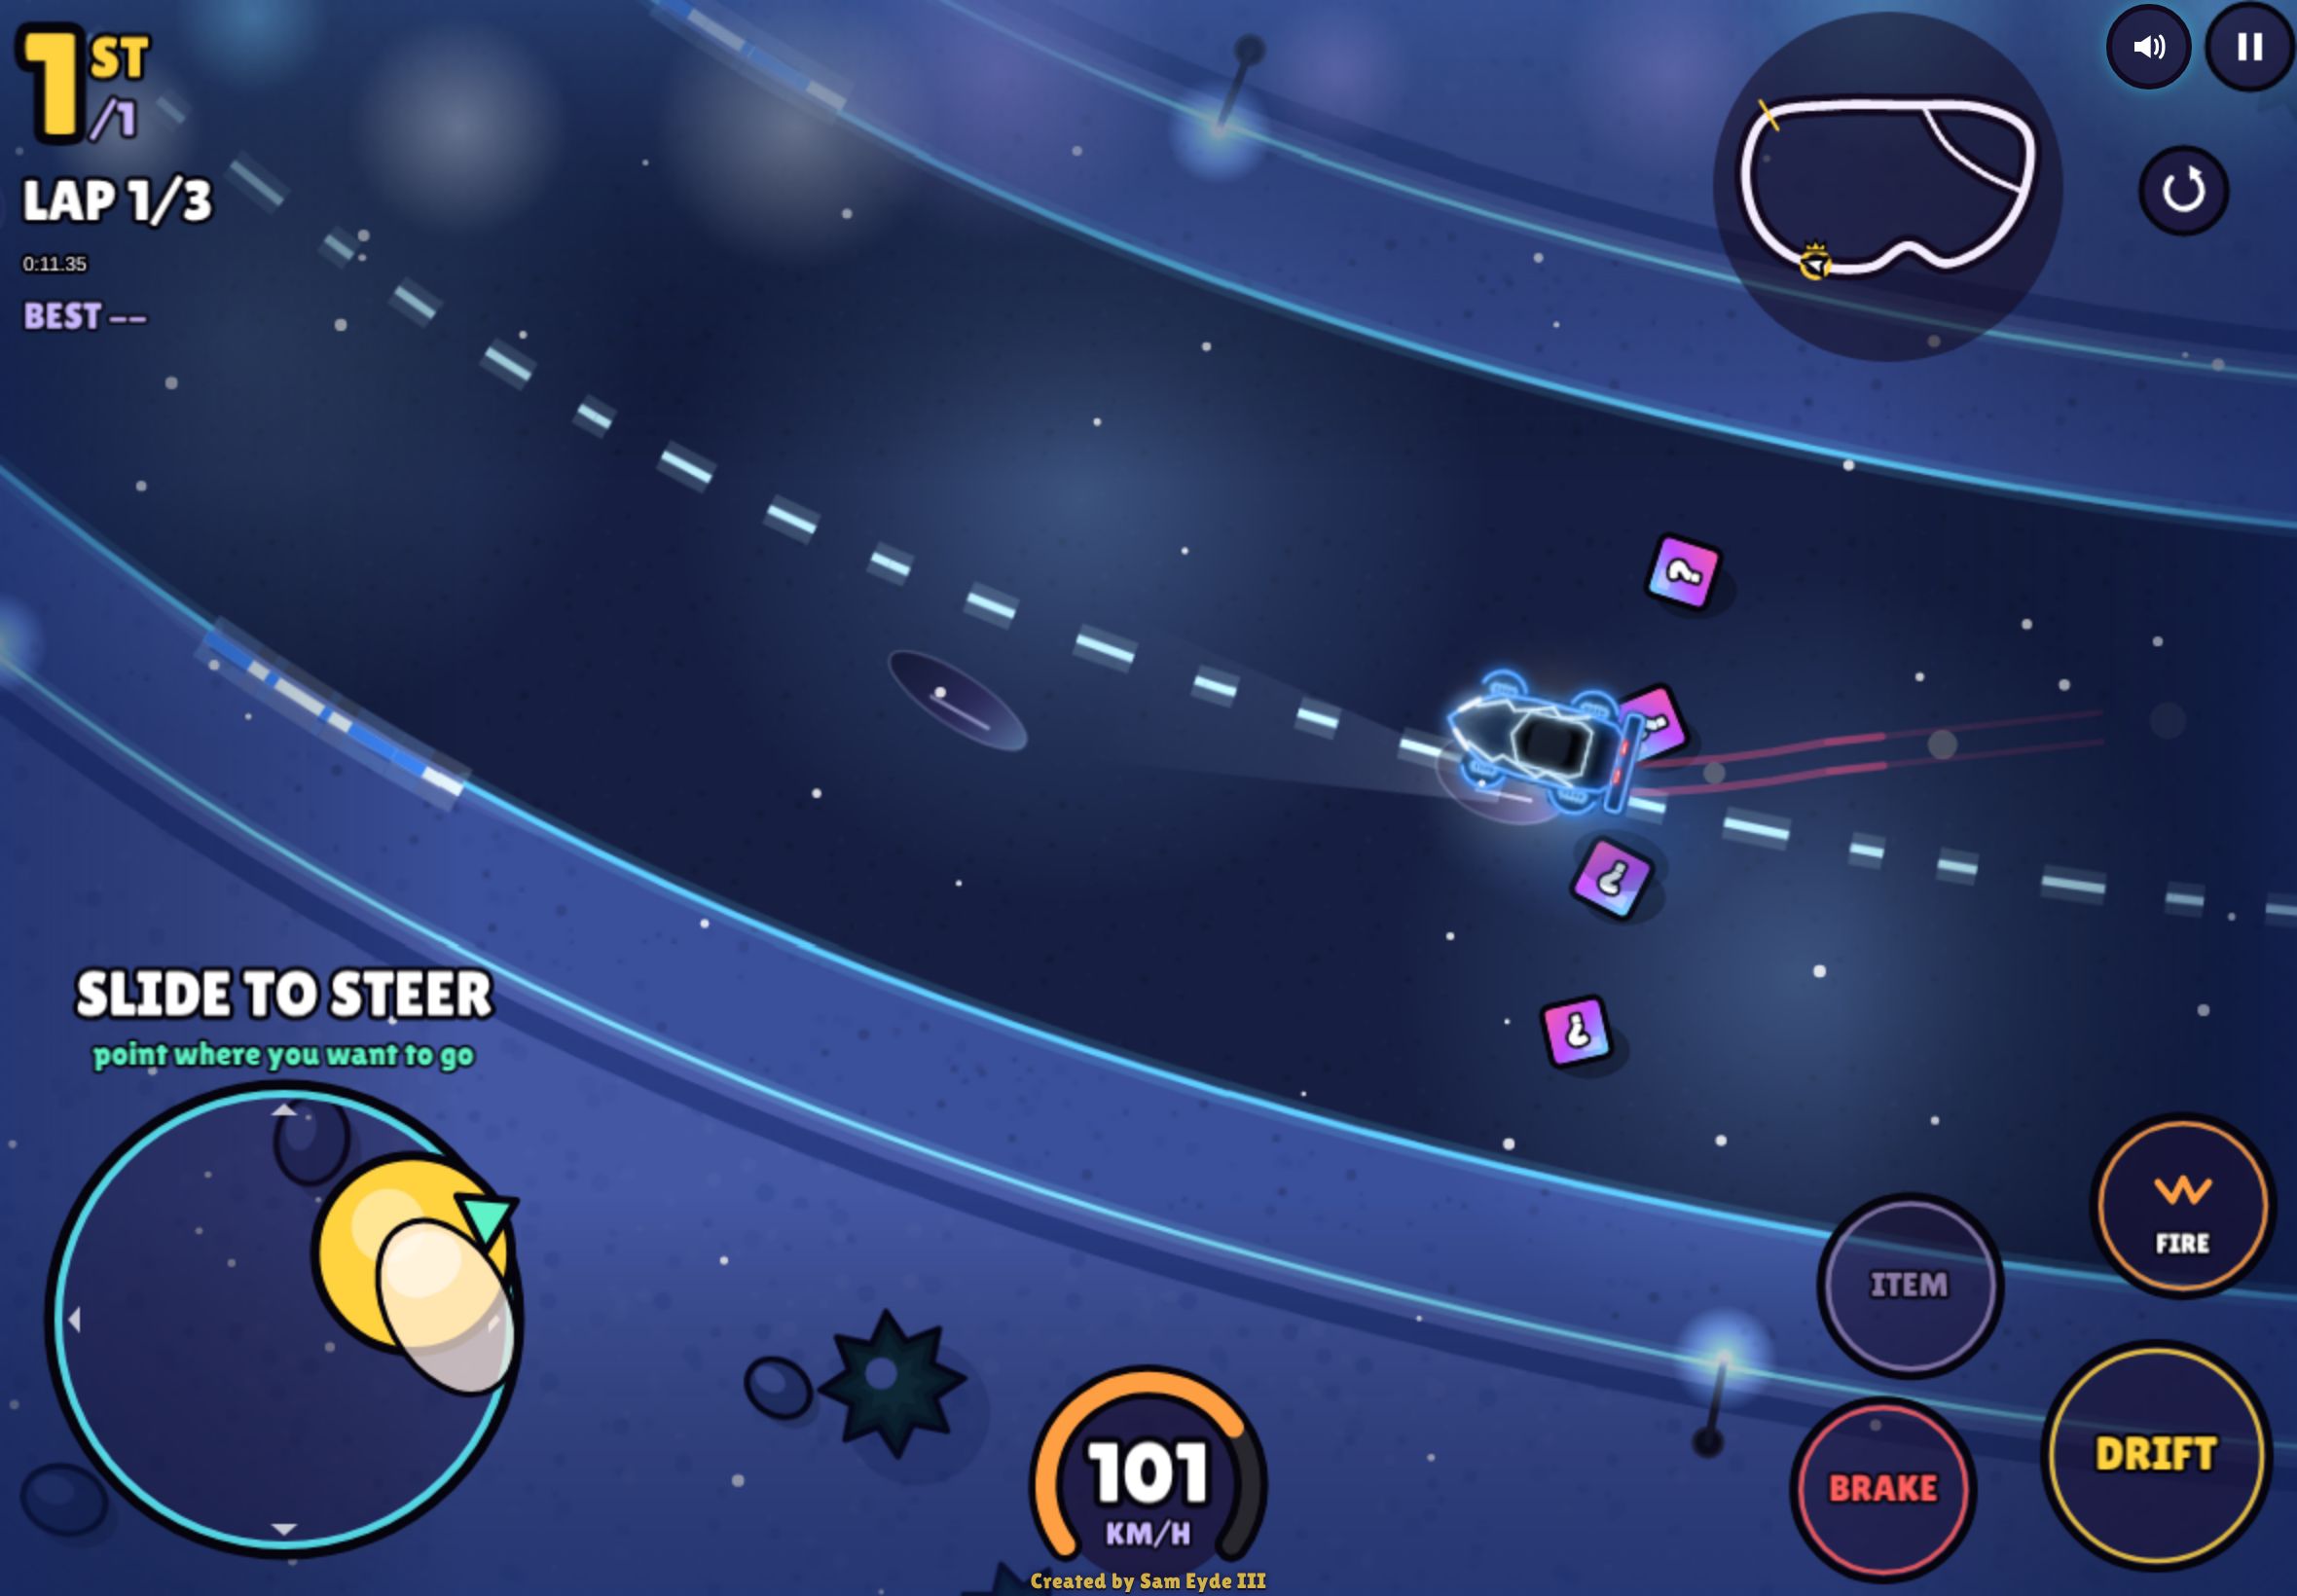 1ST
/1
LAP 1/3
0:11.35
BEST --
?
?
?
?
SLIDE TO STEER
point where you want to go
FIRE
ITEM
DRIFT
BRAKE
101
KM/H
Created by Sam Eyde III